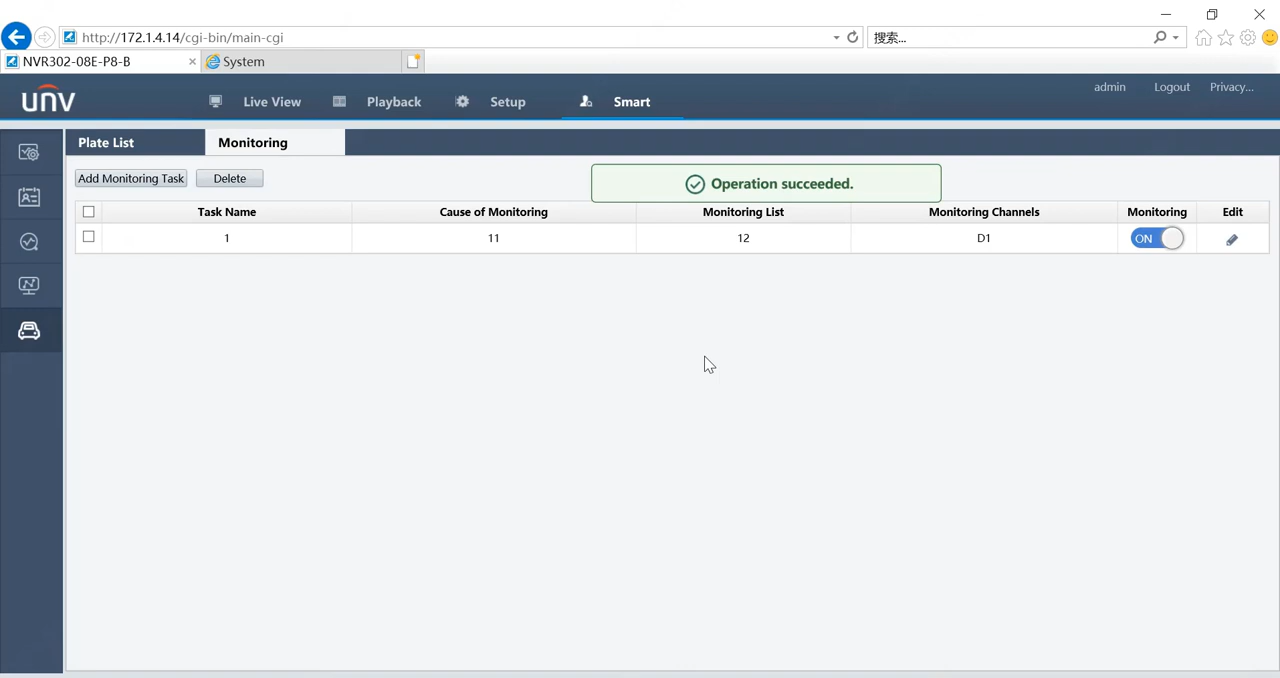 http://172.1.4.14/cgi-bin/main-cgi
搜索...
NVR302-08E-P8-B
System
unv
Live View
Playback
Setup
Smart
admin
Logout
Privacy...
Plate List
Monitoring
Add Monitoring Task
Delete
Operation succeeded.
Task Name Cause of Monitoring Monitoring List Monitoring Channels Monitoring Edit
1 11 12 D1 ON